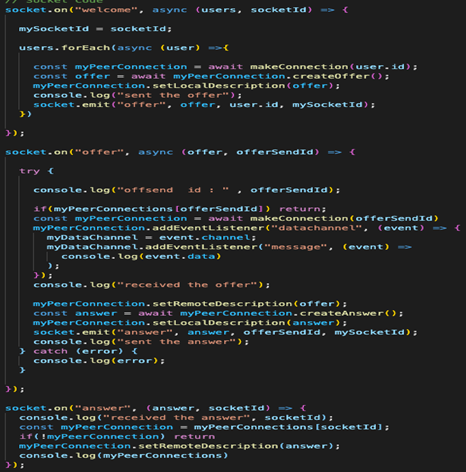 // Socket Code
socket.on("welcome", async (users, socketId) => {
mySocketId = socketId;
users.forEach(async (user) =>{
const myPeerConnection = await makeConnection(user.id);
const offer = await myPeerConnection.createOffer();
myPeerConnection.setLocalDescription(offer);
console.log("sent the offer");
socket.emit("offer", offer, user.id, mySocketId);
})
});
socket.on("offer", async (offer, offerSendId) => {
try {
console.log("offsend  id : " , offerSendId);
if(myPeerConnections[offerSendId]) return;
const myPeerConnection = await makeConnection(offerSendId)
myPeerConnection.addEventListener("datachannel", (event) => {
myDataChannel = event.channel;
myDataChannel.addEventListener("message", (event) =>
console.log(event.data)
);
});
console.log("received the offer");
myPeerConnection.setRemoteDescription(offer);
const answer = await myPeerConnection.createAnswer();
myPeerConnection.setLocalDescription(answer);
socket.emit("answer", answer, offerSendId, mySocketId);
console.log("sent the answer");
} catch (error) {
console.log(error);
}
});
socket.on("answer", (answer, socketId) => {
console.log("received the answer", socketId);
const myPeerConnection = myPeerConnections[socketId];
if(!myPeerConnection) return
myPeerConnection.setRemoteDescription(answer);
console.log(myPeerConnections)
});